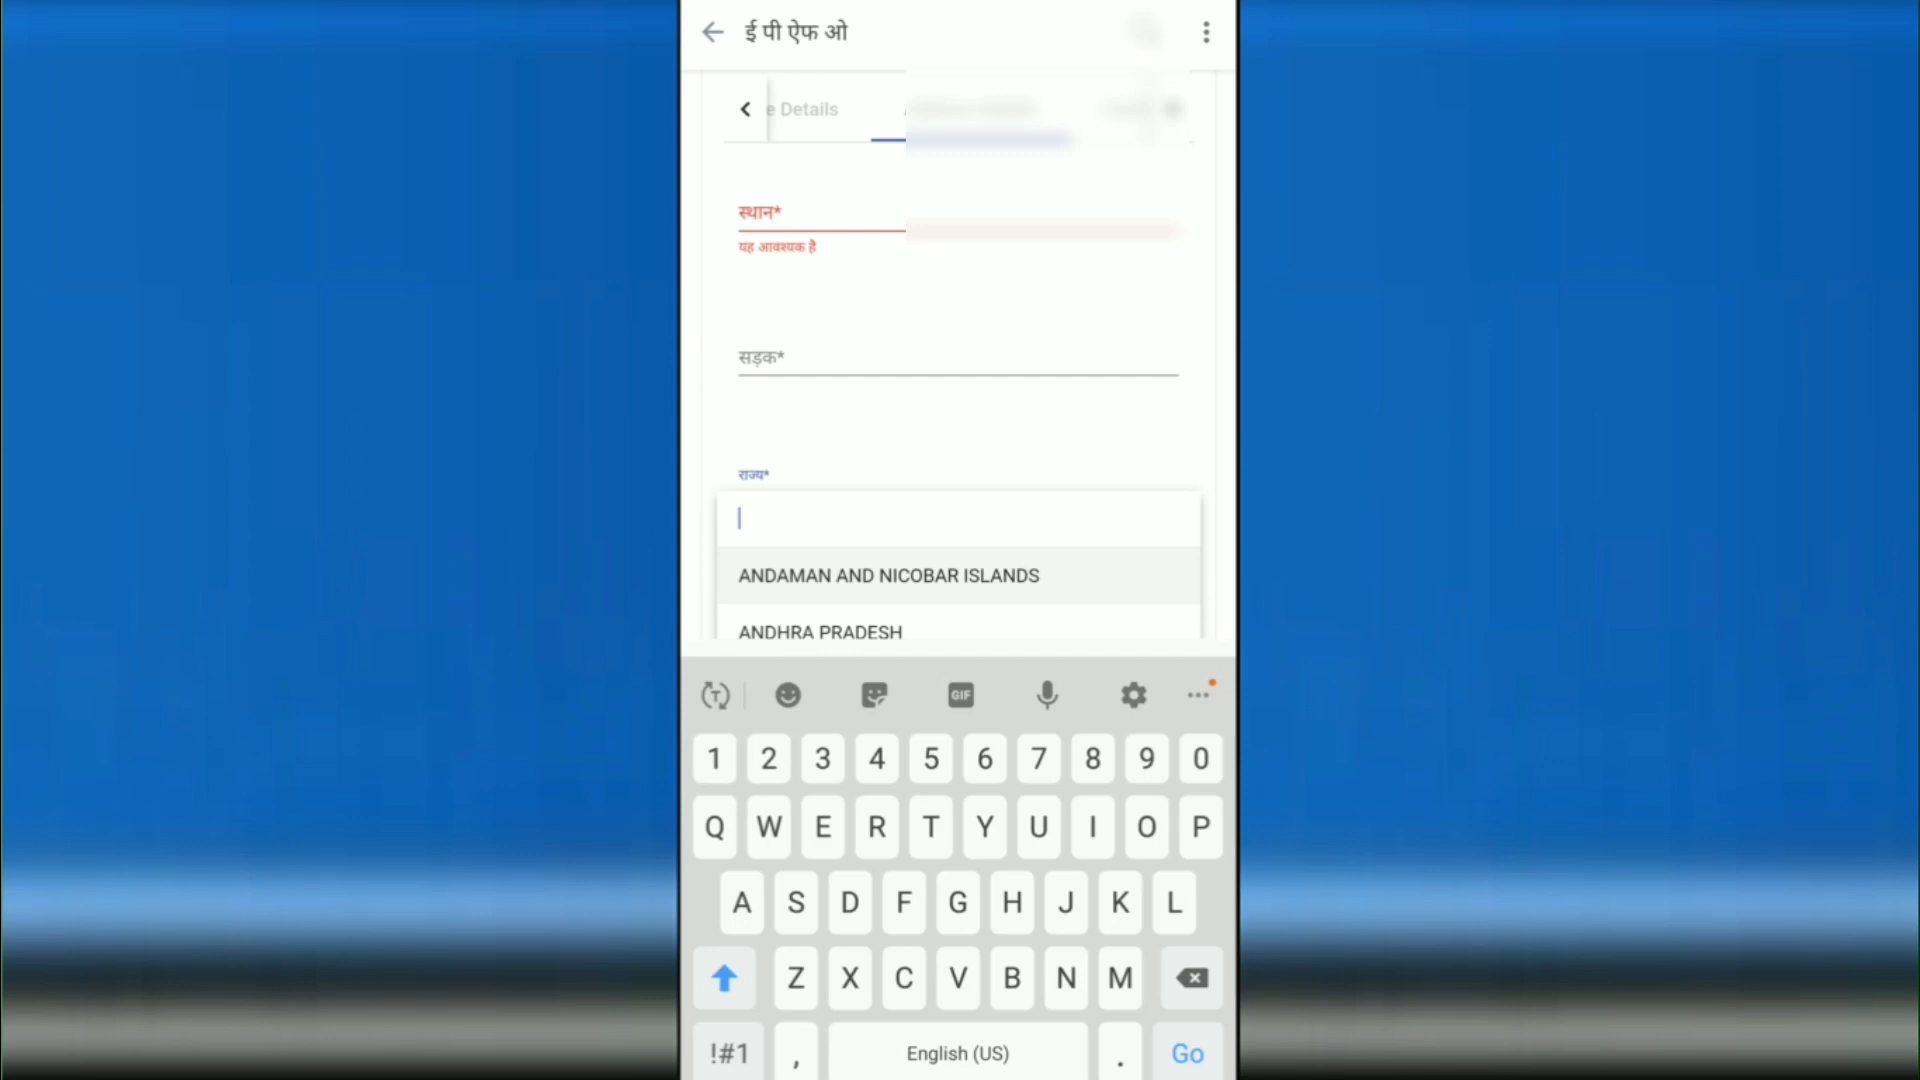 ई पी ऐफ ओ
e Details
स्थान*
यह आवश्यक है
सड़क*
राज्य*
ANDAMAN AND NICOBAR ISLANDS
ANDHRA PRADESH
GIF
1 2 3 4 5 6 7 8 9 0
Q W E R T Y U I O P
A S D F G H J K L
Z X C V B N M
!#1 , English (US) . Go